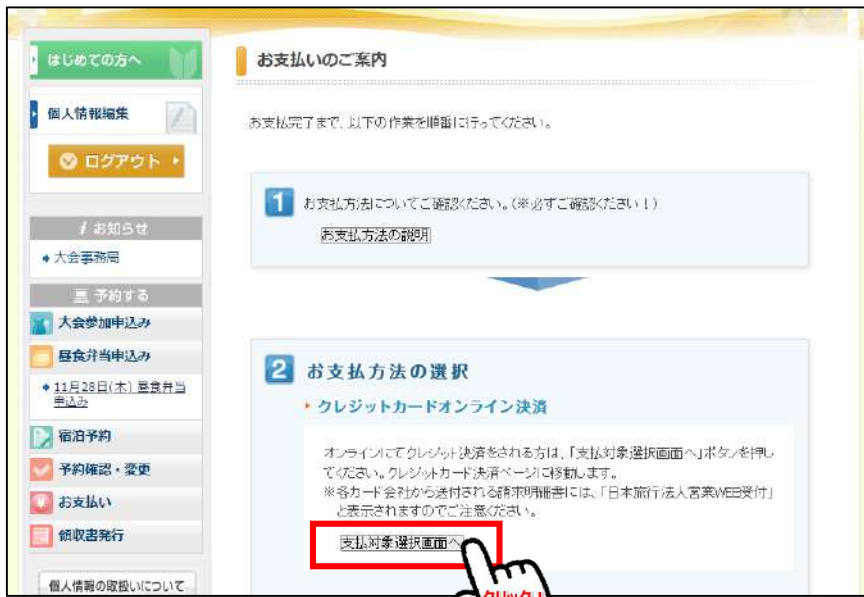 はじめての方へ
個人情報編集
ログアウト
お知らせ
大会事務局
予約する
大会参加申込み
昼食弁当申込み
11月28日(木) 昼食弁当
申込み
宿泊予約
予約確認・変更
お支払い
領収書発行
個人情報の取扱いについて
お支払いのご案内
お支払完了まで、以下の作業を順番に行ってください。
1 お支払方法についてご確認ください。(※必ずご確認ください!)
お支払方法の説明
2 お支払方法の選択
クレジットカードオンライン決済
オンラインにてクレジット決済をされる方は、「支払対象選択画面へ」ボタンを押し
てください。クレジットカード決済ページに移動します。
※各カード会社から送付される請求明細書には、「日本旅行法人営業WEB受付」
と表示されますのでご注意ください。
支払対象選択画面へ
クリック!